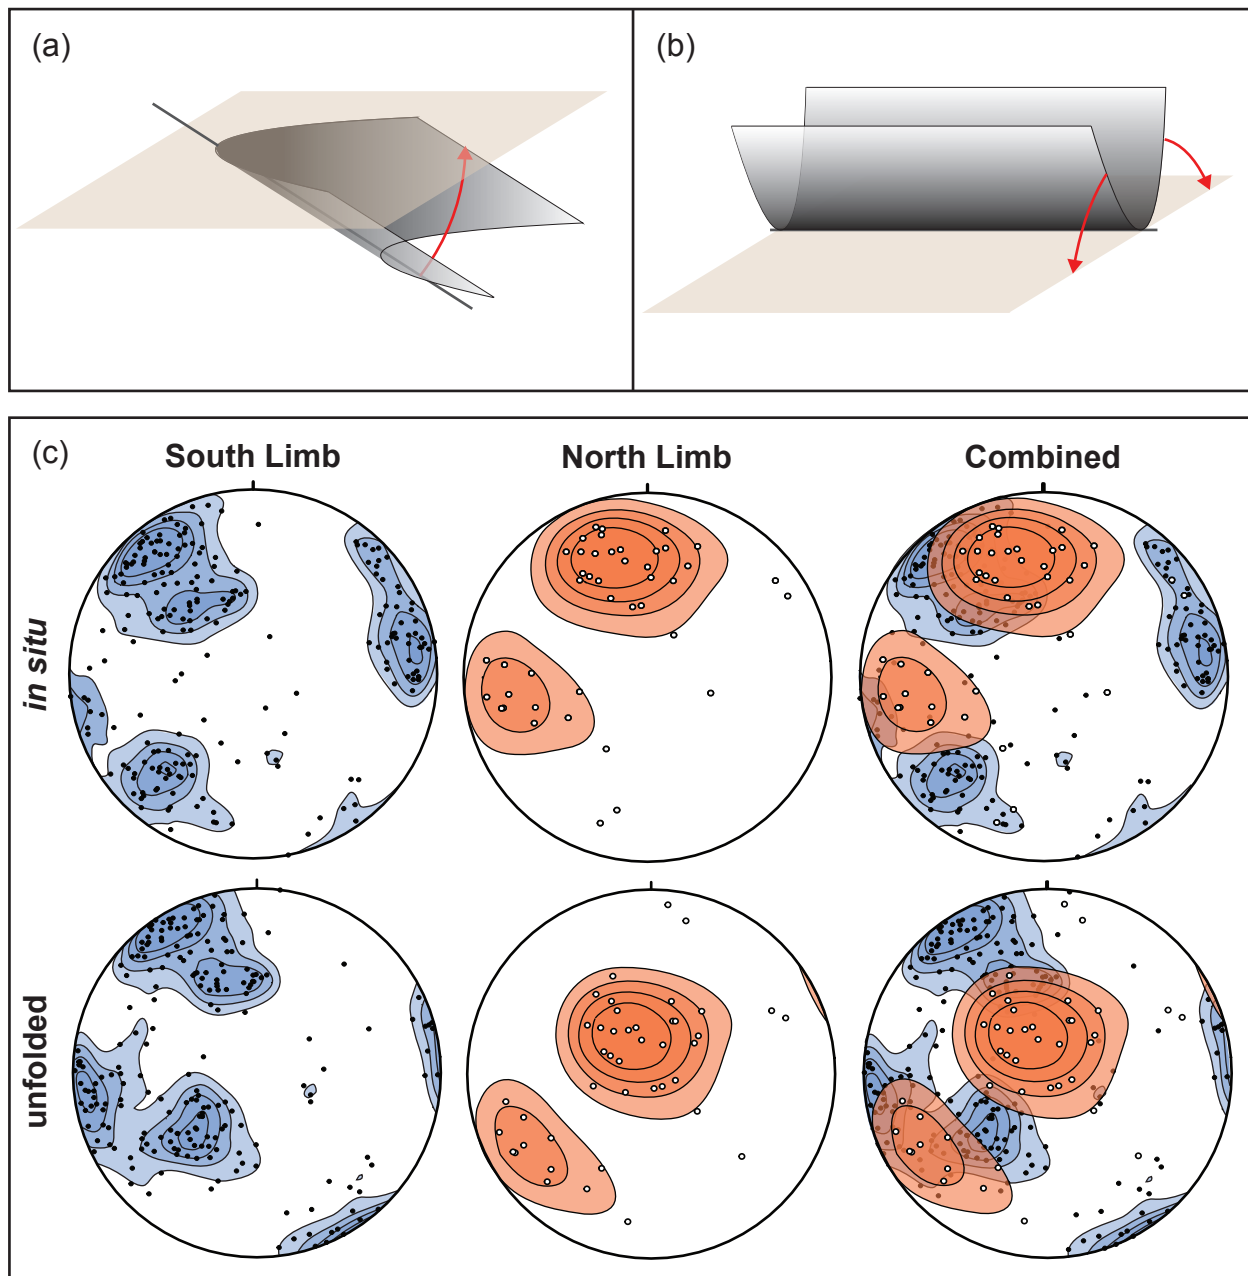 (a)
(b)
(c)
South Limb
North Limb
Combined
in situ
unfolded